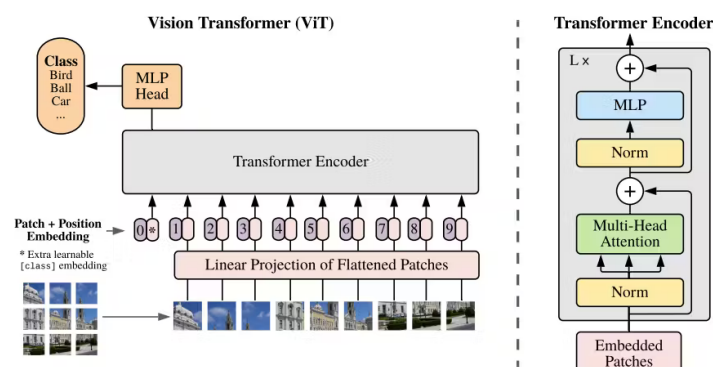 Vision Transformer (ViT)
Class
Bird
Ball
Car
...
MLP
Head
Transformer Encoder
Patch + Position
Embedding
* Extra learnable
[class] embedding
0 * 1 2 3 4 5 6 7 8 9
Linear Projection of Flattened Patches
Transformer Encoder
L ×
+
MLP
Norm
+
Multi-Head
Attention
Norm
Embedded
Patches